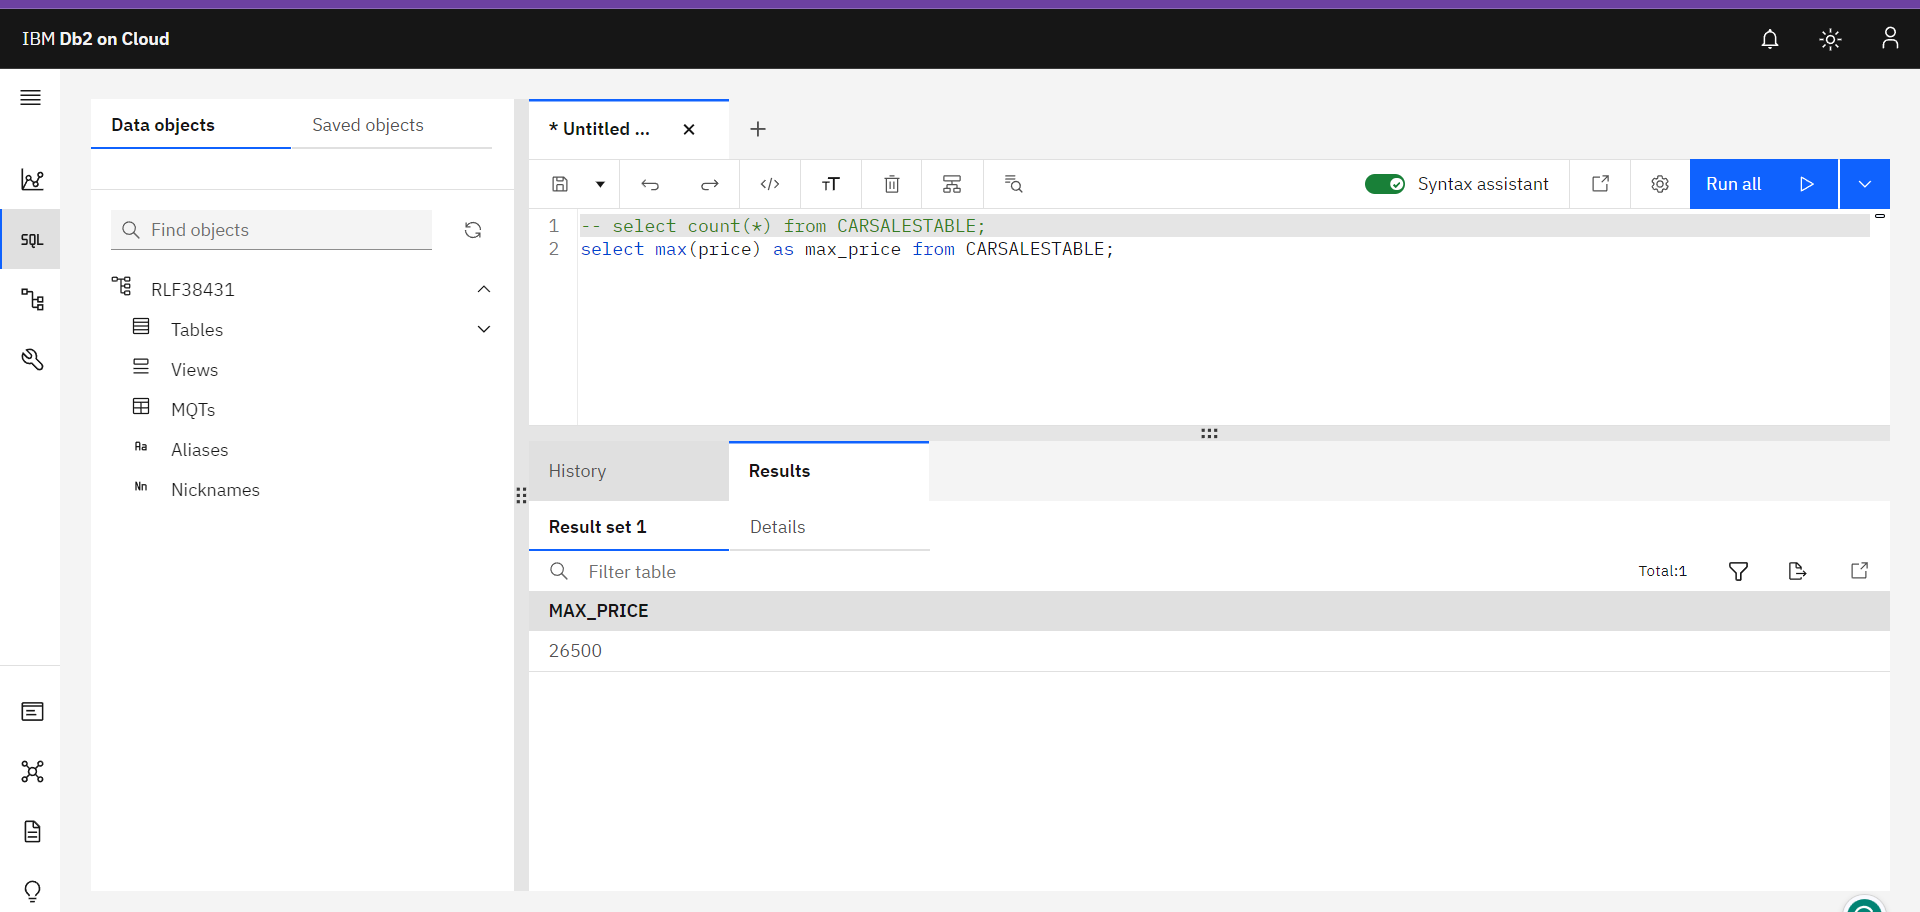 IBM Db2 on Cloud
Data objects
Saved objects
* Untitled ...
SQL
Find objects
Syntax assistant
Run all
1 -- select count(*) from CARSALESTABLE;
2 select max(price) as max_price from CARSALESTABLE;
RLF38431
Tables
Views
MQTs
Aa Aliases
Nn Nicknames
History
Results
Result set 1
Details
Filter table
Total:1
MAX_PRICE
26500